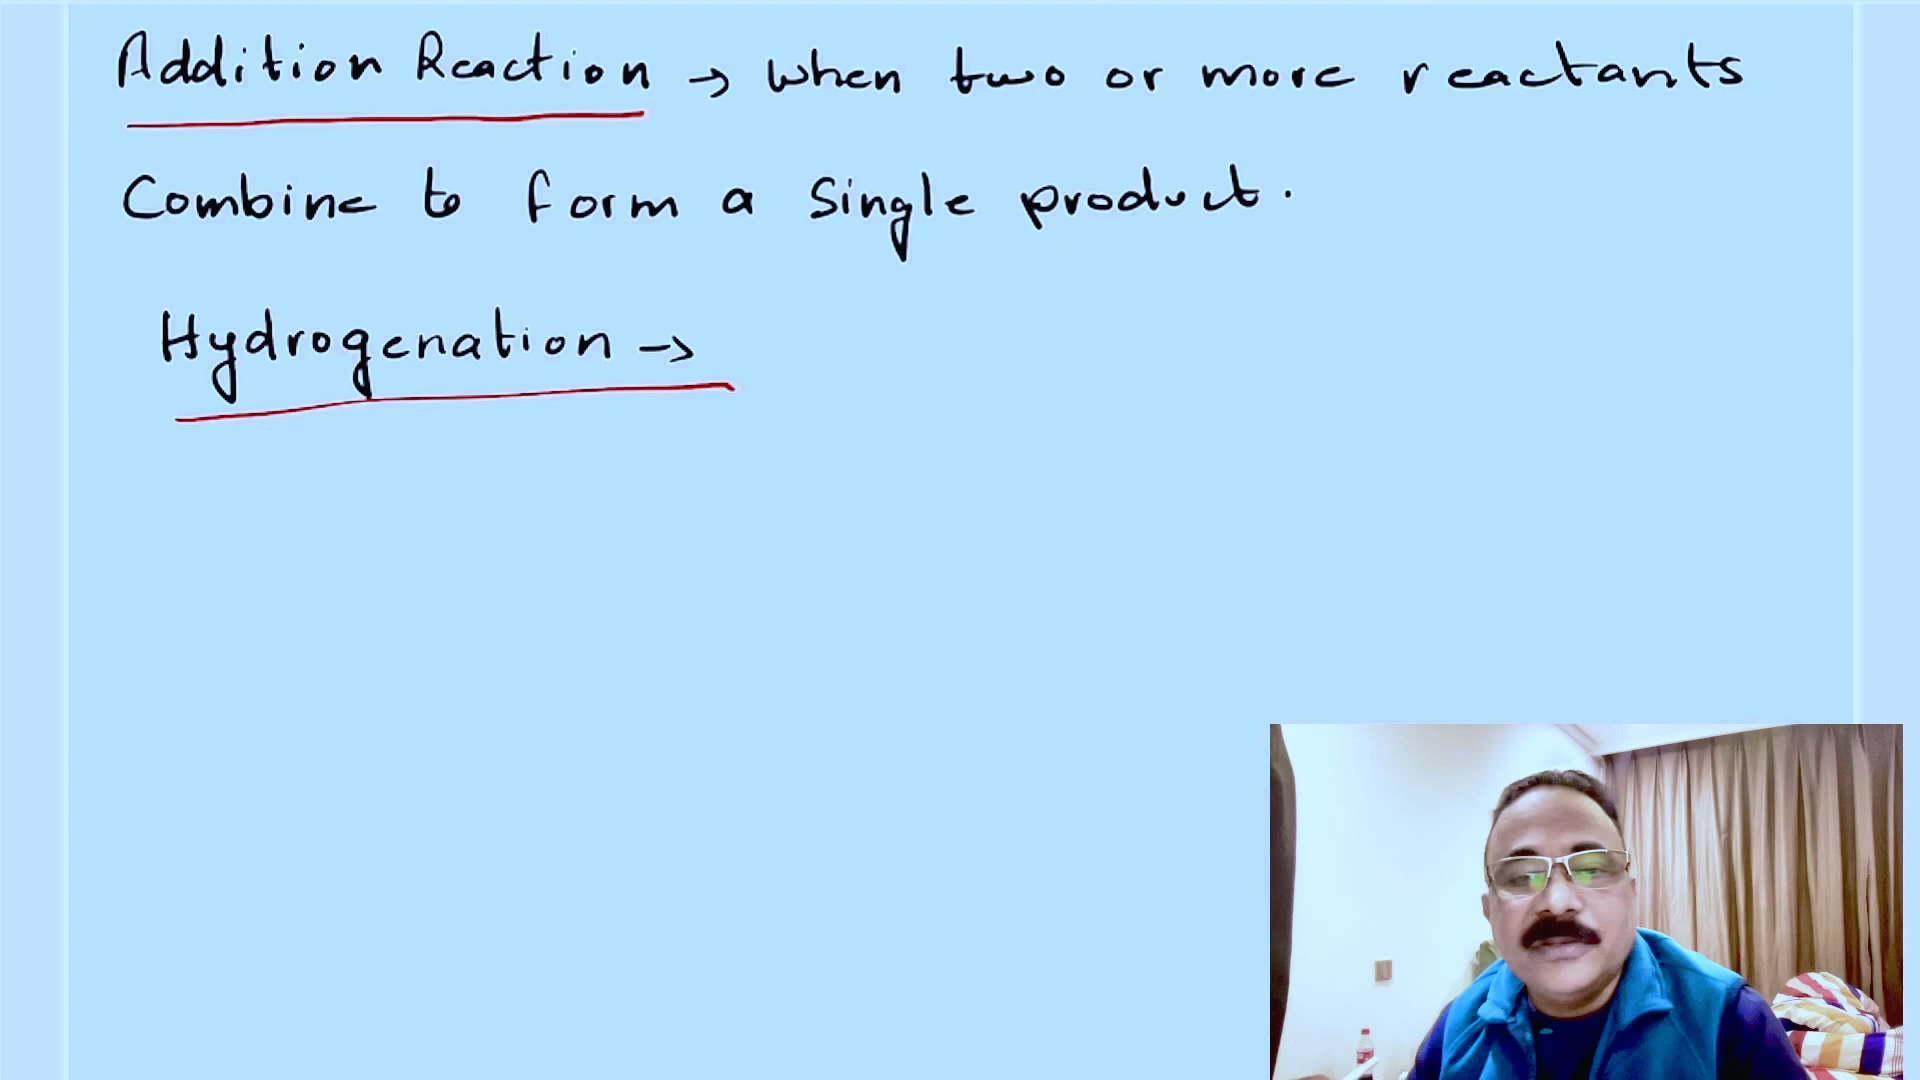 Addition Reaction → When two or more reactants
Combine to form a Single product.
Hydrogenation →